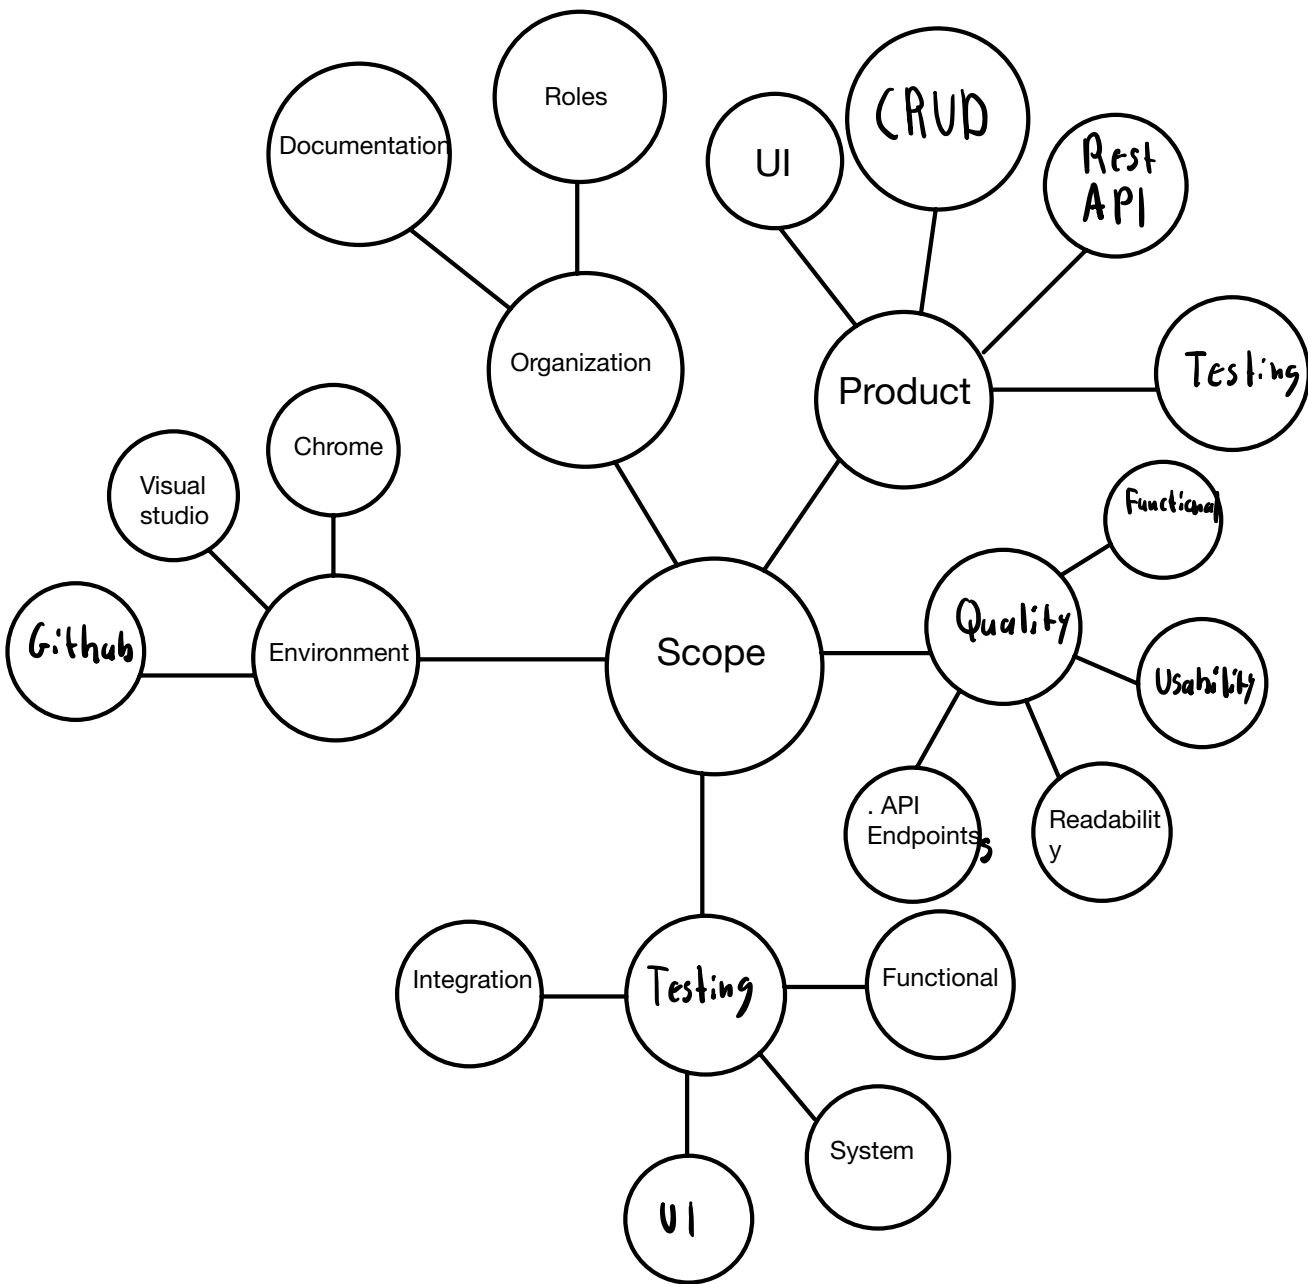 Roles
Documentation
CRUD
UI
Rest
API
Organization
Product
Testing
Chrome
Visual
studio
Functional
Github
Environment
Scope
Quality
Usability
. API
Endpointss
Readabilit
y
Integration
Testing
Functional
System
UI